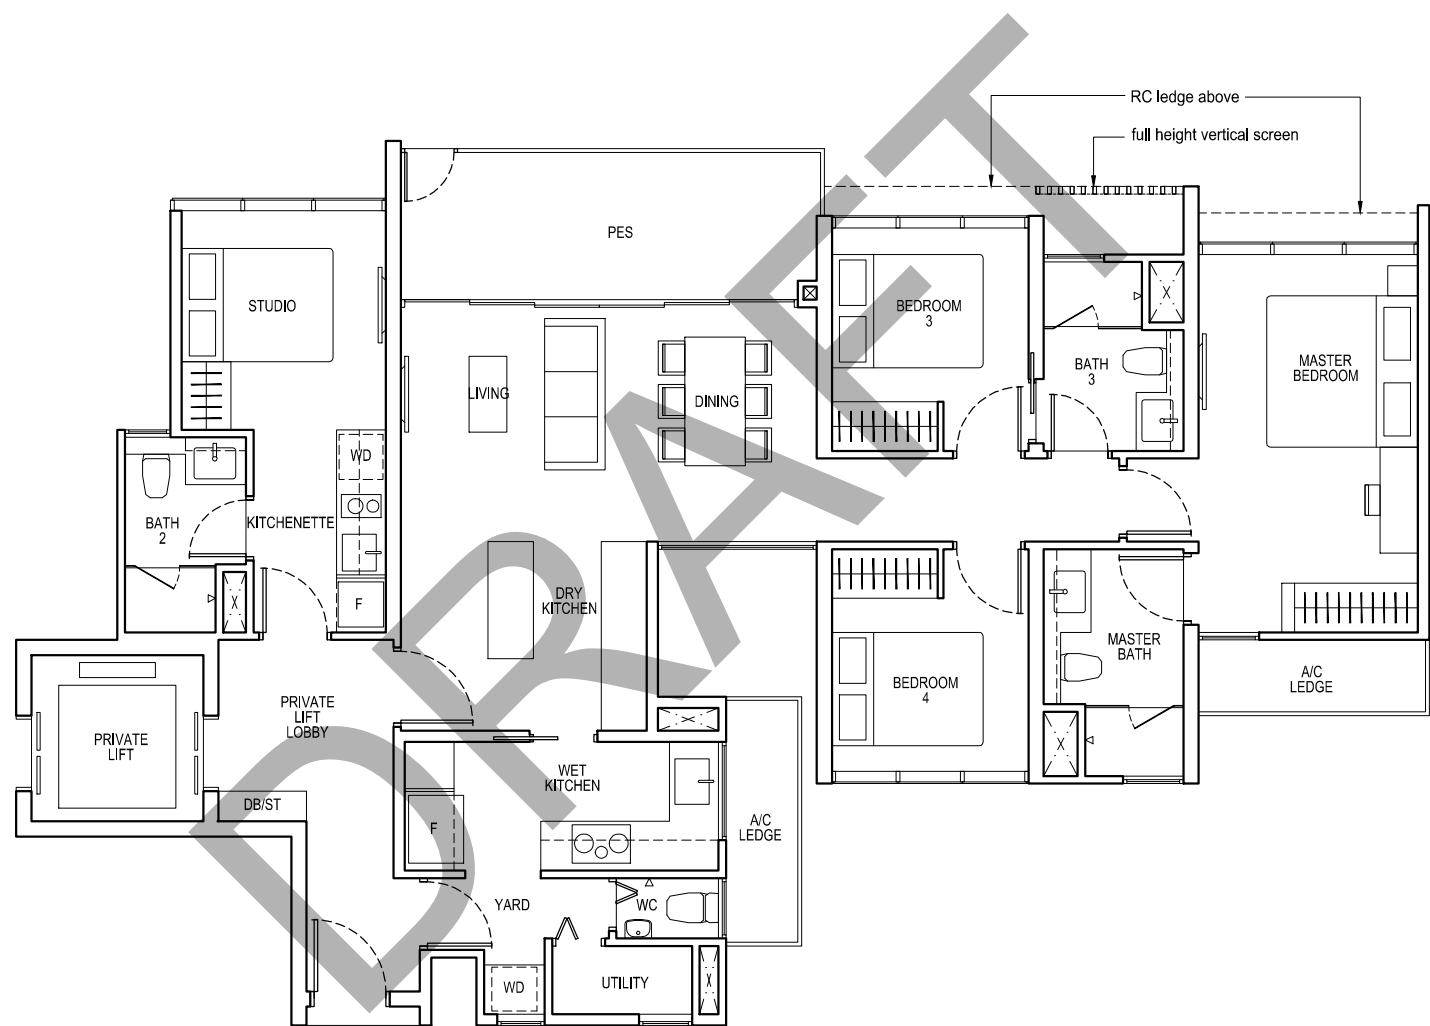 RC ledge above
full height vertical screen
PES
STUDIO
BEDROOM
3
BATH
3
MASTER
BEDROOM
LIVING
DINING
WD
BATH
2
KITCHENETTE
F
X
X
DRY
KITCHEN
MASTER
BATH
BEDROOM
4
A/C
LEDGE
PRIVATE
LIFT
LOBBY
PRIVATE
LIFT
X
X
WET
KITCHEN
DB/ST
F
A/C
LEDGE
YARD
WC
WD
UTILITY
X
DRAFT